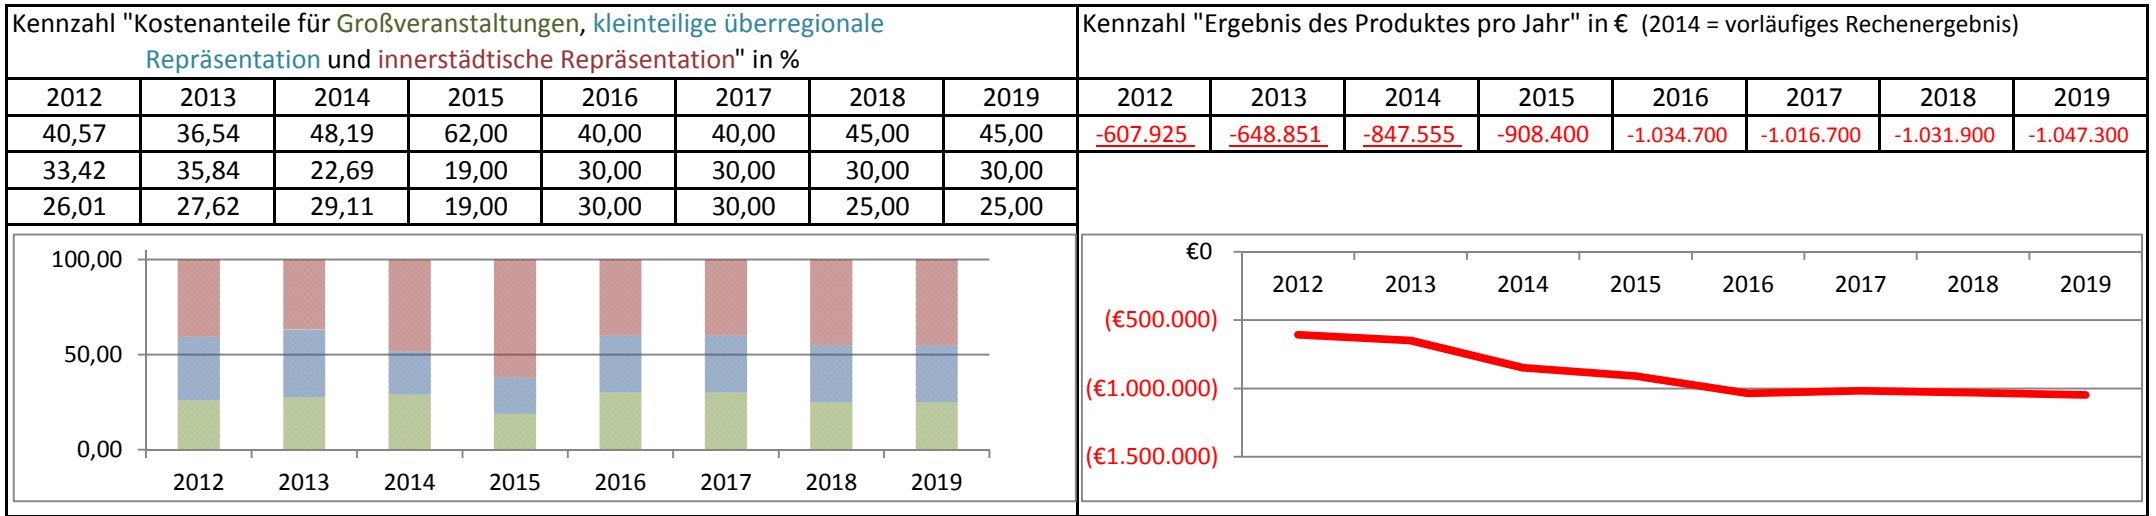 Kennzahl "Kostenanteile für Großveranstaltungen, kleinteilige überregionale
Repräsentation und innerstädtische Repräsentation" in %
2012 2013 2014 2015 2016 2017 2018 2019
40,57 36,54 48,19 62,00 40,00 40,00 45,00 45,00
33,42 35,84 22,69 19,00 30,00 30,00 30,00 30,00
26,01 27,62 29,11 19,00 30,00 30,00 25,00 25,00
100,00
50,00
0,00
2012 2013 2014 2015 2016 2017 2018 2019
Kennzahl "Ergebnis des Produktes pro Jahr" in € (2014 = vorläufiges Rechenergebnis)
2012 2013 2014 2015 2016 2017 2018 2019
-607.925 -648.851 -847.555 -908.400 -1.034.700 -1.016.700 -1.031.900 -1.047.300
€0
2012 2013 2014 2015 2016 2017 2018 2019
(€500.000)
(€1.000.000)
(€1.500.000)